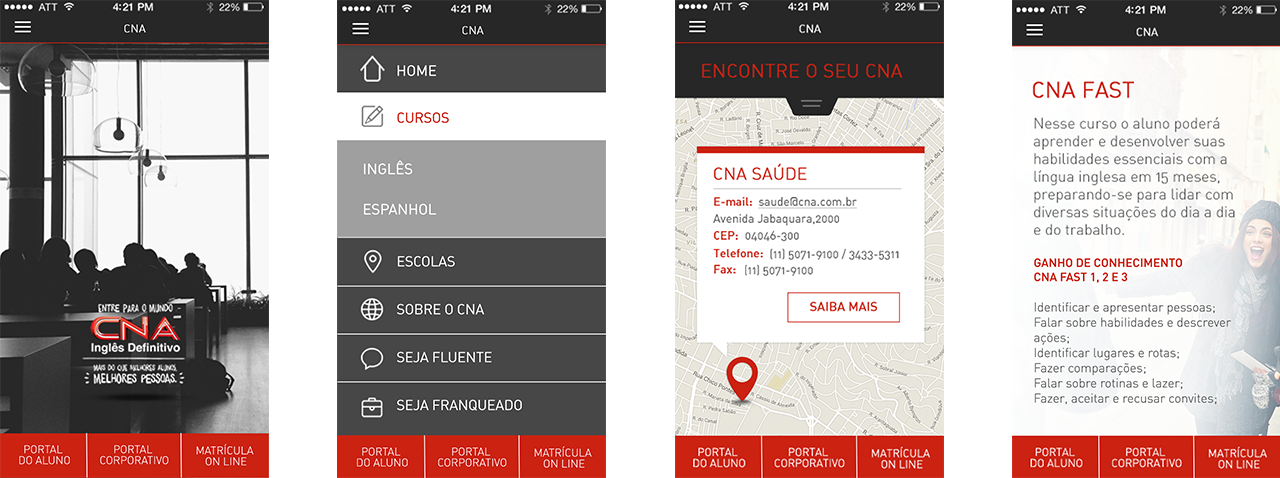 ATT 4:21 PM 22%
CNA
ENTRE PARA O MUNDO
CNA
Inglês Definitivo
MAIS DO QUE MELHORES ALUNOS,
MELHORES PESSOAS.
PORTAL
DO ALUNO
PORTAL
CORPORATIVO
MATRÍCULA
ON LINE
ATT 4:21 PM 22%
CNA
HOME
CURSOS
INGLÊS
ESPANHOL
ESCOLAS
SOBRE O CNA
SEJA FLUENTE
SEJA FRANQUEADO
PORTAL
DO ALUNO
PORTAL
CORPORATIVO
MATRÍCULA
ON LINE
ATT 4:21 PM 22%
CNA
ENCONTRE O SEU CNA
CNA SAÚDE
E-mail: saude@cna.com.br
Avenida Jabaquara,2000
CEP: 04046-300
Telefone: (11) 5071-9100 / 3433-5311
Fax: (11) 5071-9100
SAIBA MAIS
PORTAL
DO ALUNO
PORTAL
CORPORATIVO
MATRÍCULA
ON LINE
ATT 4:21 PM 22%
CNA
CNA FAST
Nesse curso o aluno poderá
aprender e desenvolver suas
habilidades essenciais com a
língua inglesa em 15 meses,
preparando-se para lidar com
diversas situações do dia a dia
e do trabalho.
GANHO DE CONHECIMENTO
CNA FAST 1, 2 E 3
Identificar e apresentar pessoas;
Falar sobre habilidades e descrever
ações;
Identificar lugares e rotas;
Fazer comparações;
Falar sobre rotinas e lazer;
Fazer, aceitar e recusar convites;
PORTAL
DO ALUNO
PORTAL
CORPORATIVO
MATRÍCULA
ON LINE